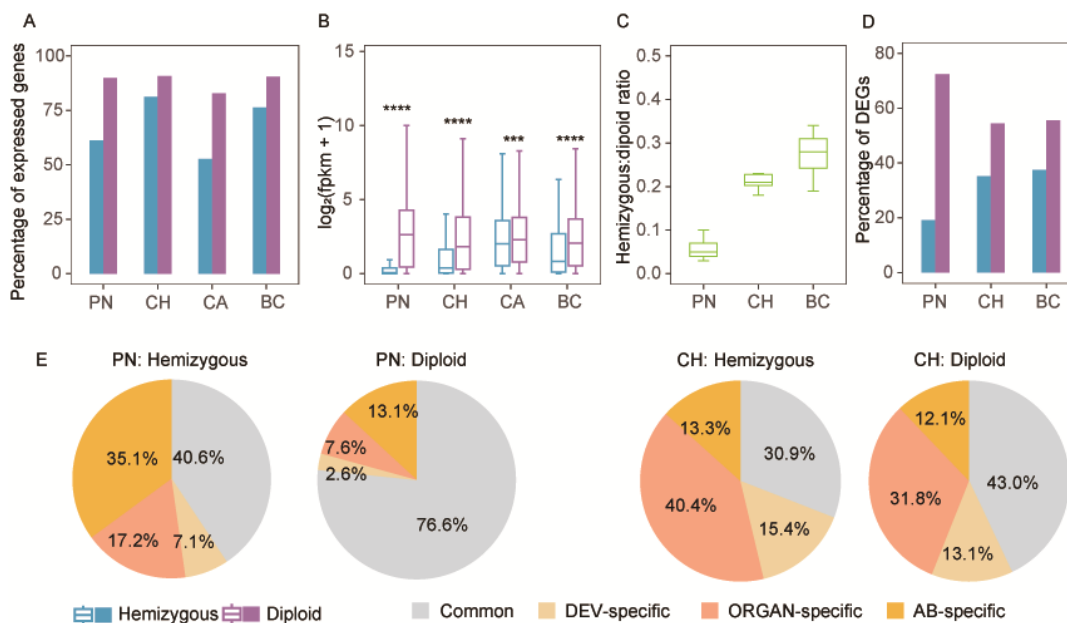 A
Percentage of expressed genes
100
75
50
25
0
PN CH CA BC
B
log₂(fpkm + 1)
15
10
5
0
**** **** *** ****
PN CH CA BC
C
Hemizygous:dipoid ratio
0.5
0.4
0.3
0.2
0.1
0.0
PN CH BC
D
Percentage of DEGs
80
60
40
20
0
PN CH BC
E
PN: Hemizygous
35.1% 40.6%
17.2% 7.1%
PN: Diploid
13.1%
7.6%
2.6%
76.6%
CH: Hemizygous
13.3%
30.9%
40.4%
15.4%
CH: Diploid
12.1%
43.0%
31.8%
13.1%
Hemizygous Diploid Common DEV-specific ORGAN-specific AB-specific